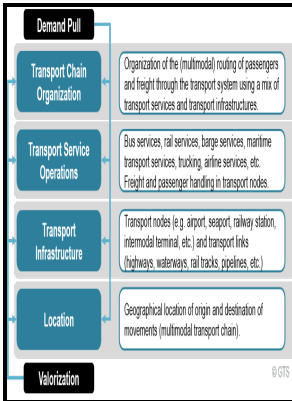 Demand Pull
Transport Chain
Organization
Organization of the (multimodal) routing of passengers
and freight through the transport system using a mix of
transport services and transport infrastructures.
Transport Service
Operations
Bus services, rail services, barge services, maritime
transport services, trucking, airline services, etc.
Freight and passenger handling in transport nodes.
Transport
Infrastructure
Transport nodes (e.g. airport, seaport, railway station,
intermodal terminal, etc.) and transport links
(highways, waterways, rail tracks, pipelines, etc.)
Location
Geographical location of origin and destination of
movements (multimodal transport chain).
Valorization
© GTS